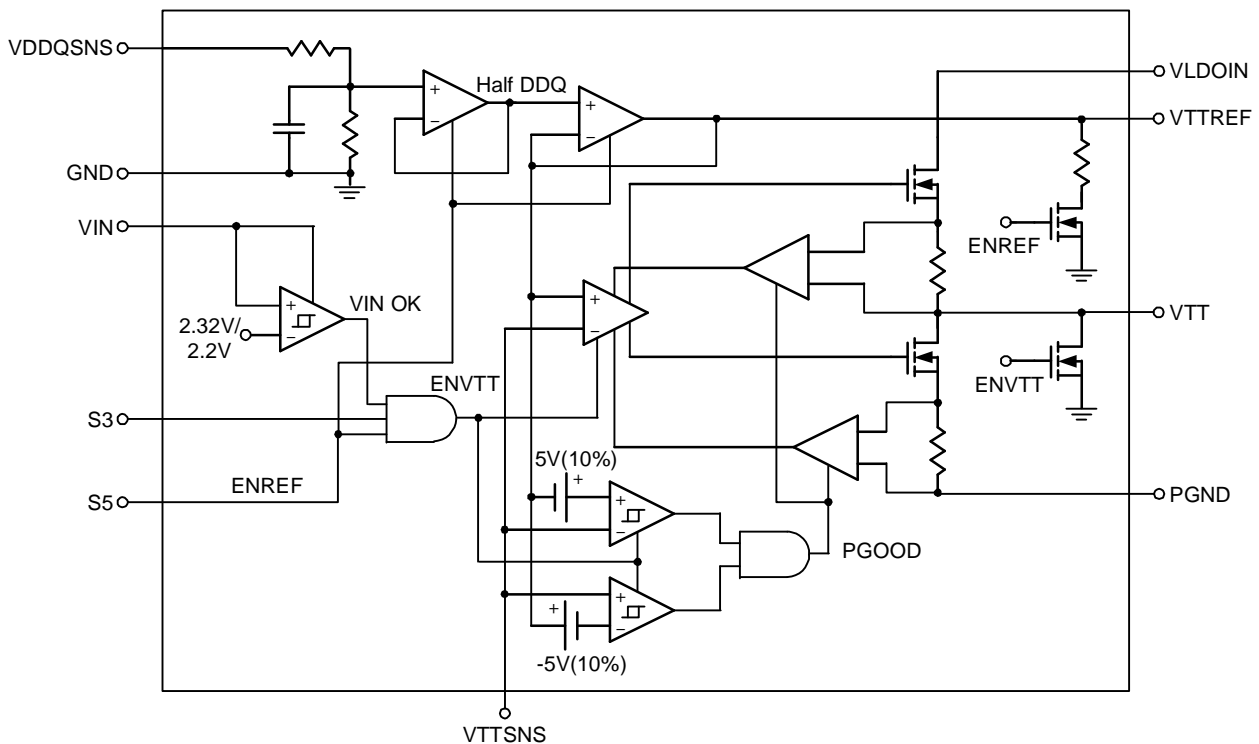 VDDQSNS
Half DDQ
VLDOIN
+
−
+
−
VTTREF
GND
VIN
ENREF
VIN OK
+
−
2.32V/
2.2V
+
−
VTT
ENVTT
ENVTT
S3
5V(10%)
+
ENREF
S5
+
−
PGND
PGOOD
+
+
−
-5V(10%)
VTTSNS